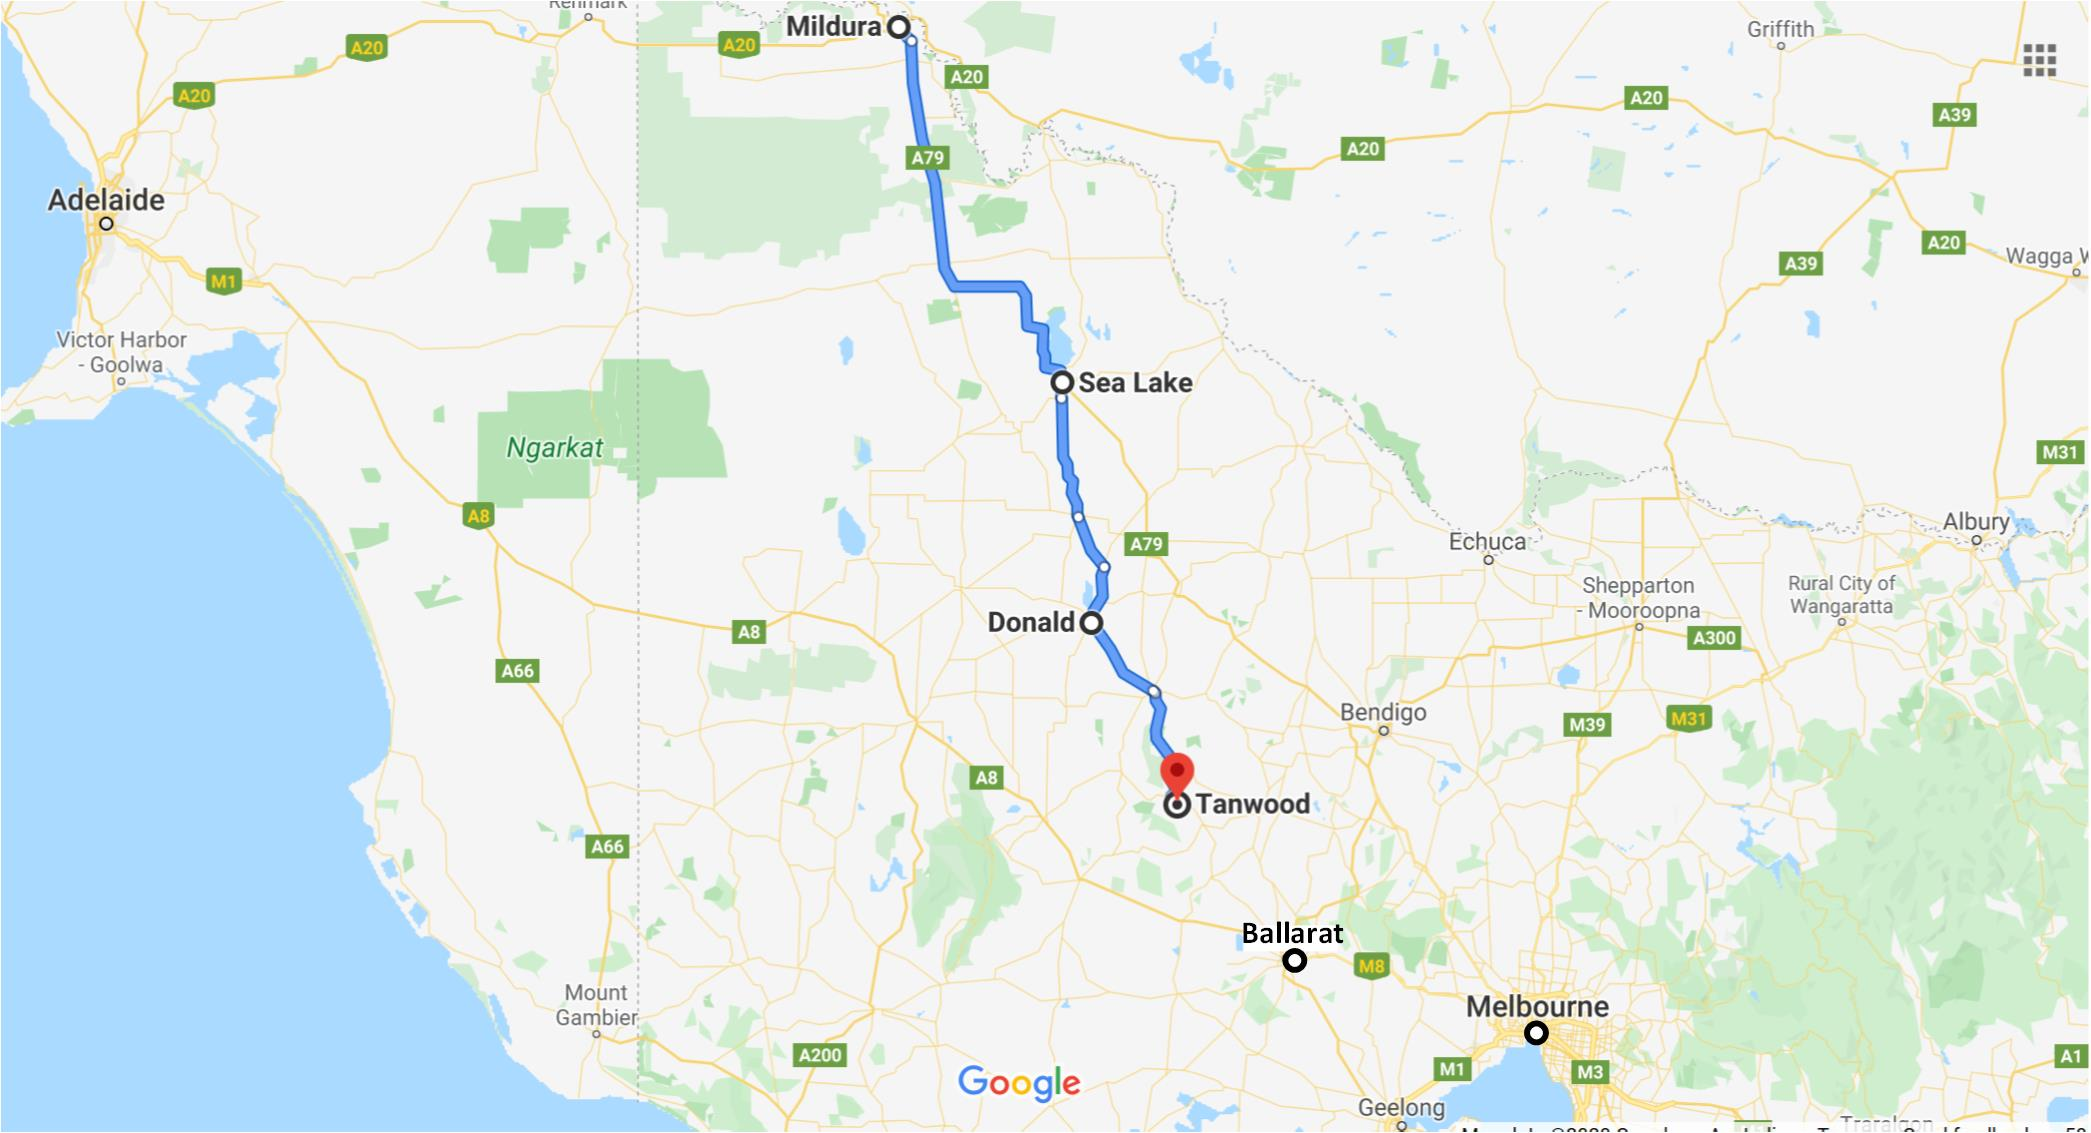 Renmark
Mildura
Griffith
A20
A20
A20
A20
A20
A39
A20
A79
Adelaide
A20
A39
Wagga W
M1
Victor Harbor
- Goolwa
Sea Lake
Ngarkat
M31
A8
Albury
Echuca
A79
Shepparton
- Mooroopna
Rural City of
Wangaratta
Donald
A8
A300
A66
Bendigo
M39
M31
A8
Tanwood
A66
Ballarat
M8
Mount
Gambier
Melbourne
A200
A1
M1
M3
Google
Geelong
Traralgon